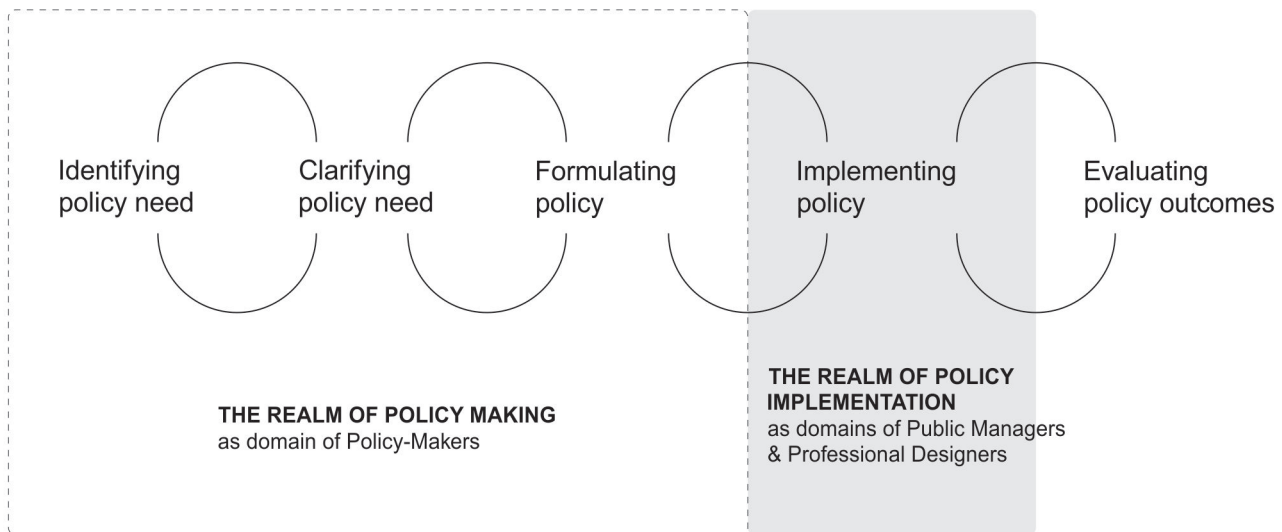 Identifying
policy need
Clarifying
policy need
Formulating
policy
Implementing
policy
Evaluating
policy outcomes
THE REALM OF POLICY MAKING
as domain of Policy-Makers
THE REALM OF POLICY
IMPLEMENTATION
as domains of Public Managers
& Professional Designers